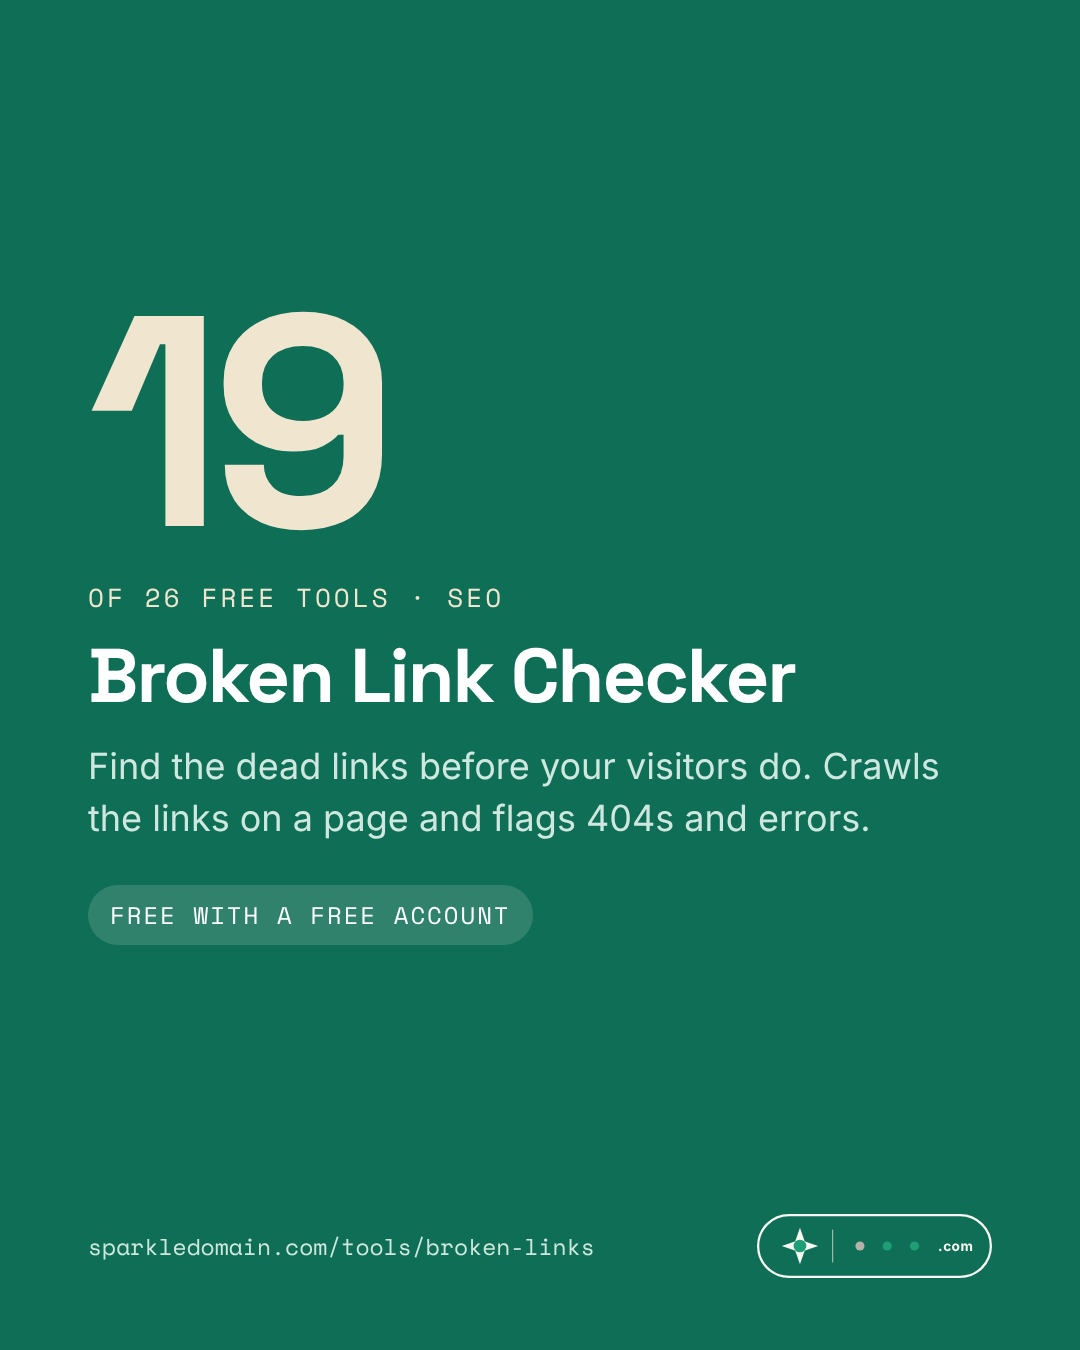 19
OF 26 FREE TOOLS · SEO
Broken Link Checker
Find the dead links before your visitors do. Crawls
the links on a page and flags 404s and errors.
FREE WITH A FREE ACCOUNT
sparkledomain.com/tools/broken-links
.com